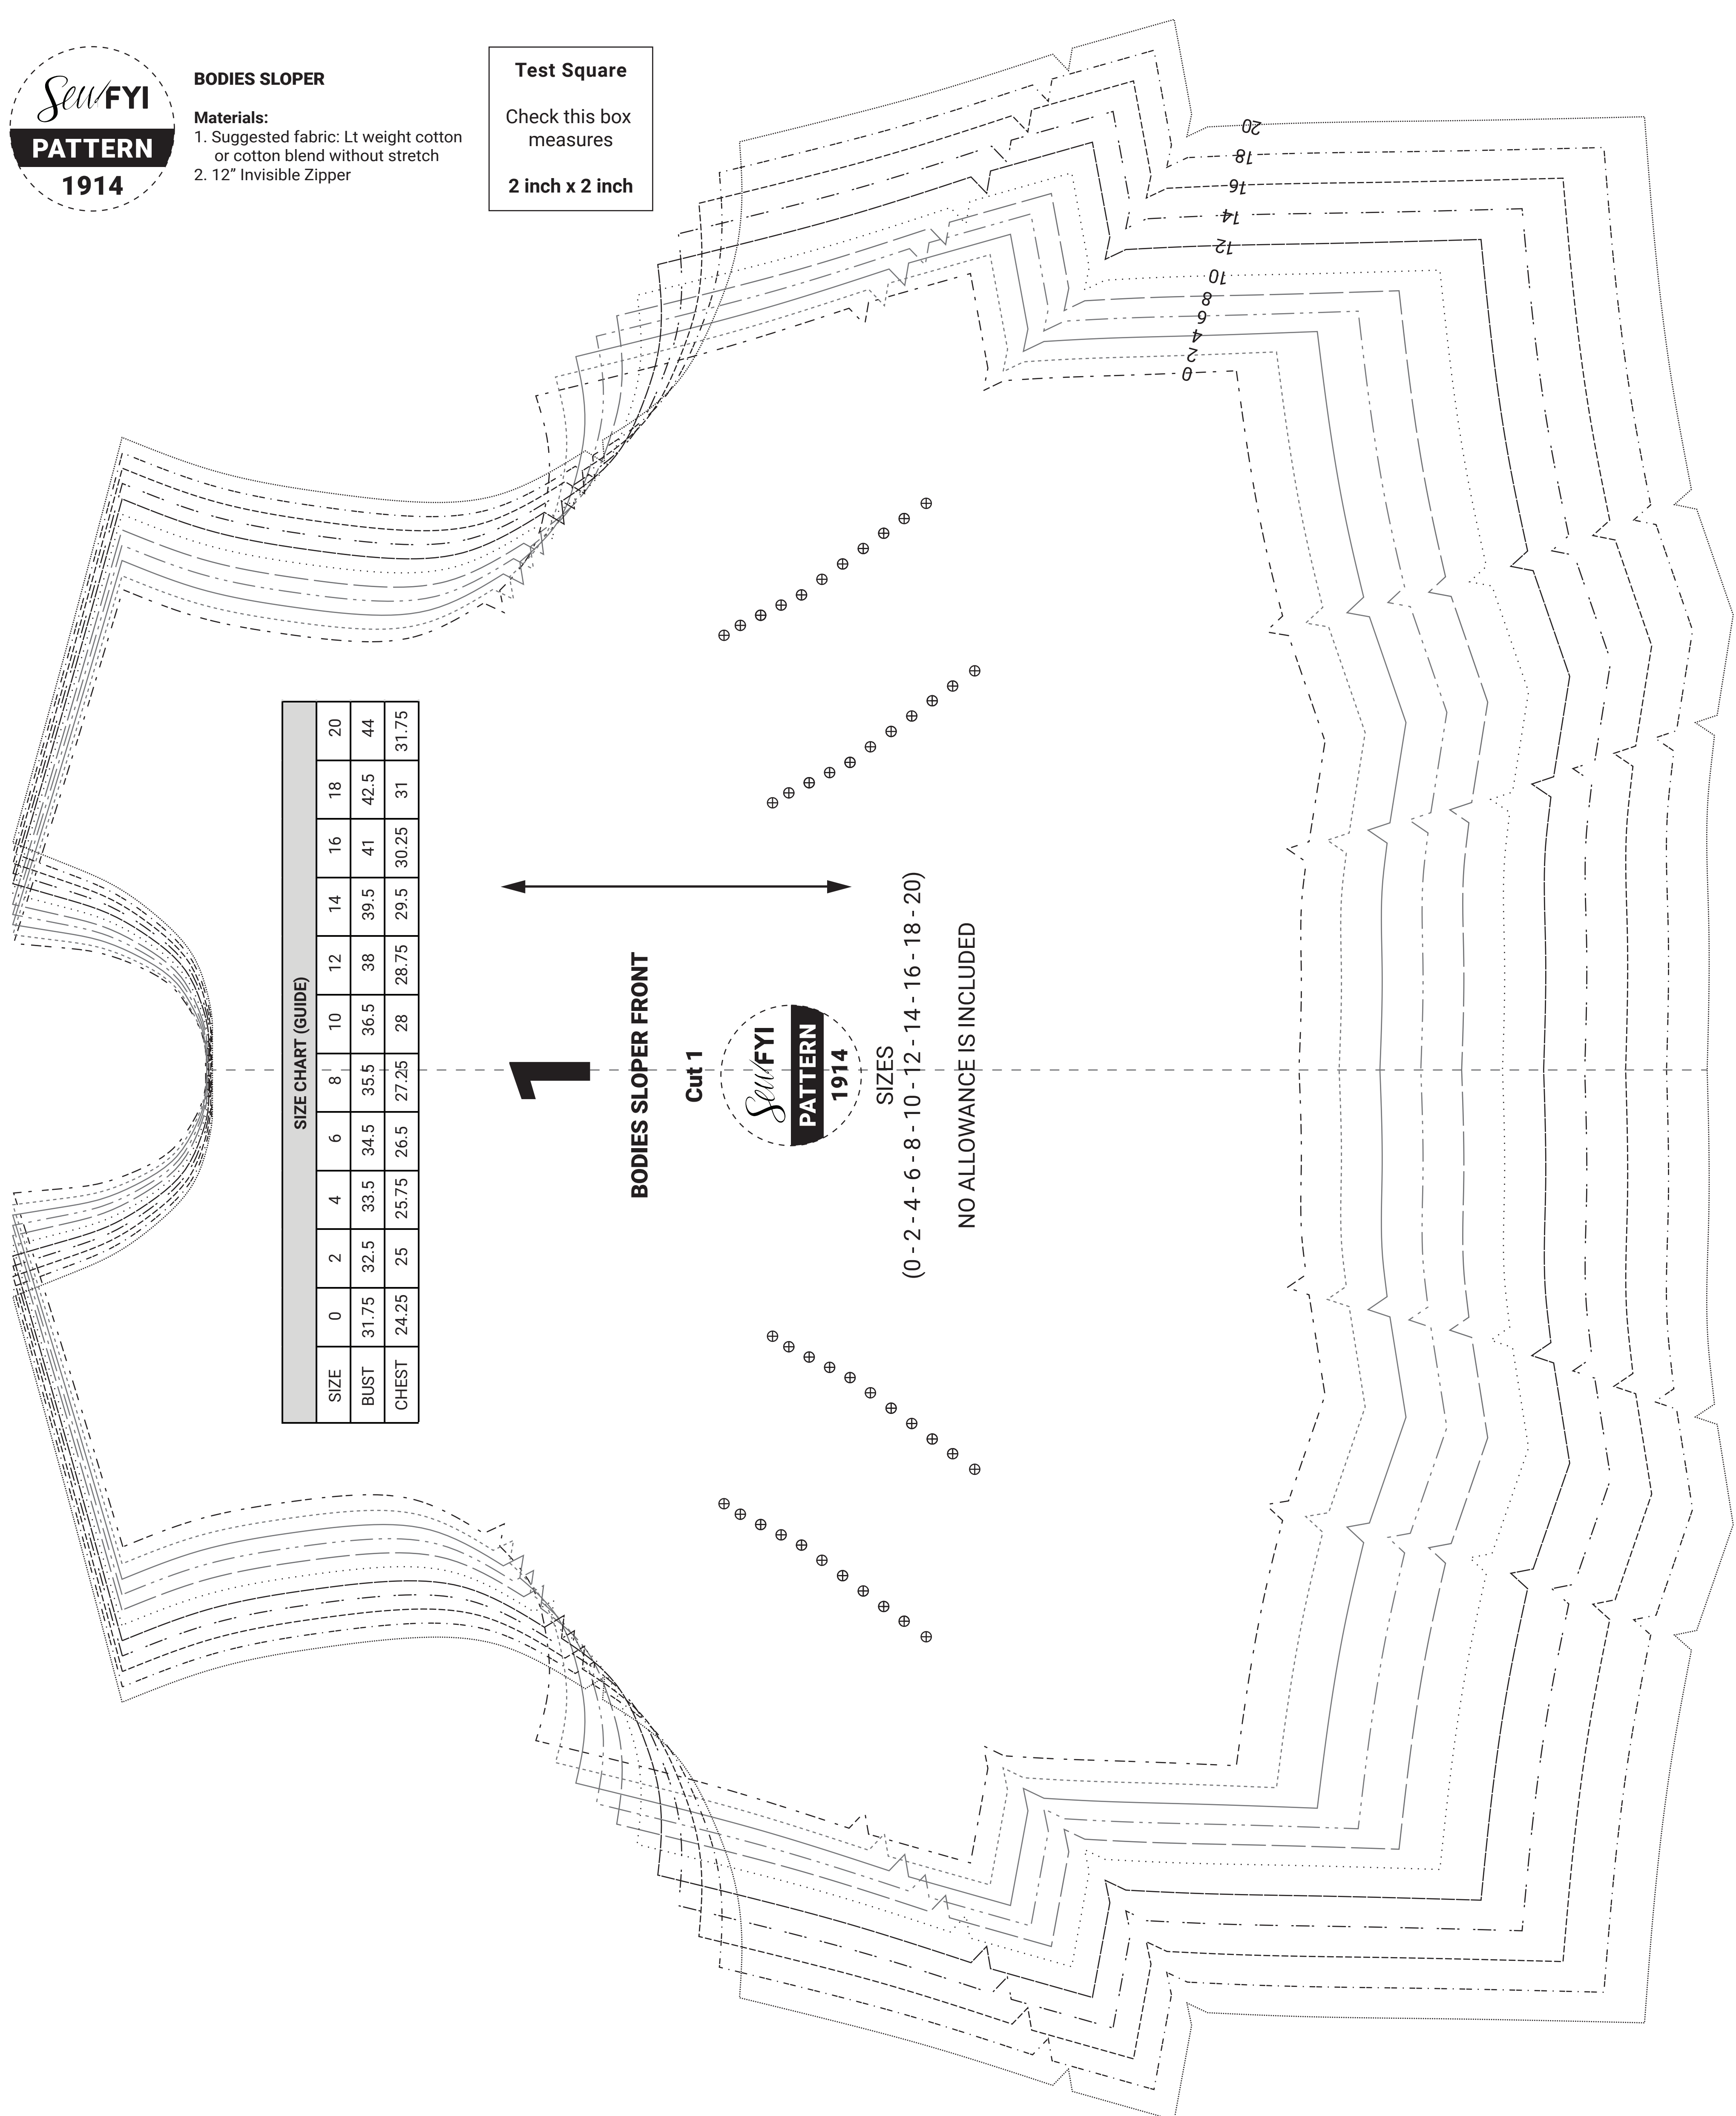 Sew/FYI
PATTERN
1914
BODIES SLOPER
Materials:
1. Suggested fabric: Lt weight cotton
or cotton blend without stretch
2. 12” Invisible Zipper
Test Square
Check this box
measures
2 inch x 2 inch
20
18
16
14
12
10
8
6
4
2
0
SIZE CHART (GUIDE)
SIZE 0 2 4 6 8 10 12 14 16 18 20
BUST 31.75 32.5 33.5 34.5 35.5 36.5 38 39.5 41 42.5 44
CHEST 24.25 25 25.75 26.5 27.25 28 28.75 29.5 30.25 31 31.75
1
BODIES SLOPER FRONT
Cut 1
Sew/FYI
PATTERN
1914
SIZES
(0 - 2 - 4 - 6 - 8 - 10 - 12 - 14 - 16 - 18 - 20)
NO ALLOWANCE IS INCLUDED